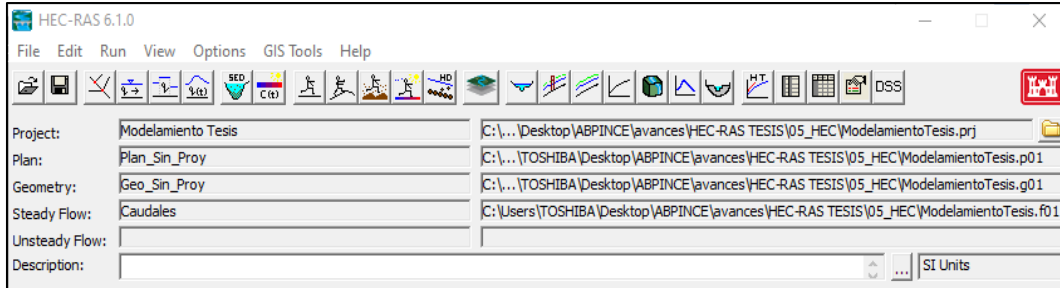 HEC-RAS 6.1.0
File Edit Run View Options GIS Tools Help
SED C(t) HD HT DSS
Project: Modelamiento Tesis C:\...\Desktop\ABPINCE\avances\HEC-RAS TESIS\05_HEC\ModelamientoTesis.prj
Plan: Plan_Sin_Proy C:\...\TOSHIBA\Desktop\ABPINCE\avances\HEC-RAS TESIS\05_HEC\ModelamientoTesis.p01
Geometry: Geo_Sin_Proy C:\...\TOSHIBA\Desktop\ABPINCE\avances\HEC-RAS TESIS\05_HEC\ModelamientoTesis.g01
Steady Flow: Caudales C:\Users\TOSHIBA\Desktop\ABPINCE\avances\HEC-RAS TESIS\05_HEC\ModelamientoTesis.f01
Unsteady Flow:
Description: ... SI Units